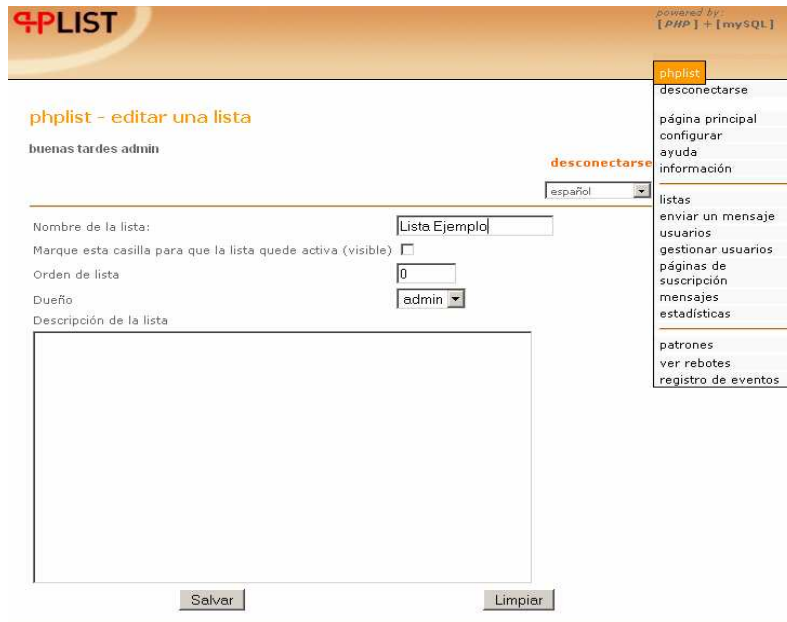 PHPLIST
powered by:
[PHP] + [mySQL]
phplist
desconectarse
página principal
configurar
ayuda
información
listas
enviar un mensaje
usuarios
gestionar usuarios
páginas de
suscripción
mensajes
estadísticas
patrones
ver rebotes
registro de eventos
phplist - editar una lista
buenas tardes admin
desconectarse
español
Nombre de la lista: Lista Ejemplo
Marque esta casilla para que la lista quede activa (visible)
Orden de lista 0
Dueño admin
Descripción de la lista
Salvar Limpiar